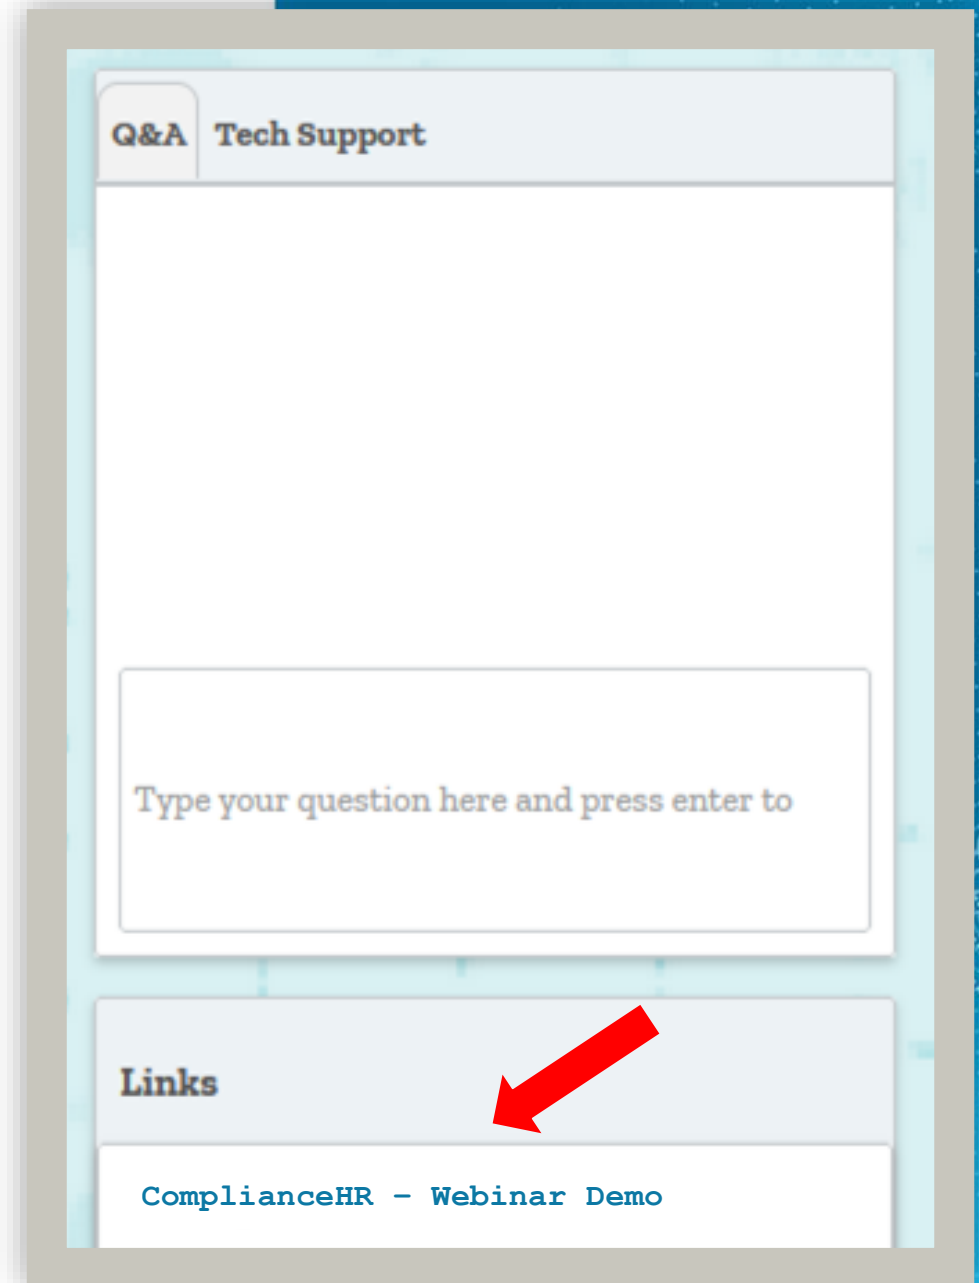 Q&A Tech Support
Type your question here and press enter to
Links
ComplianceHR – Webinar Demo